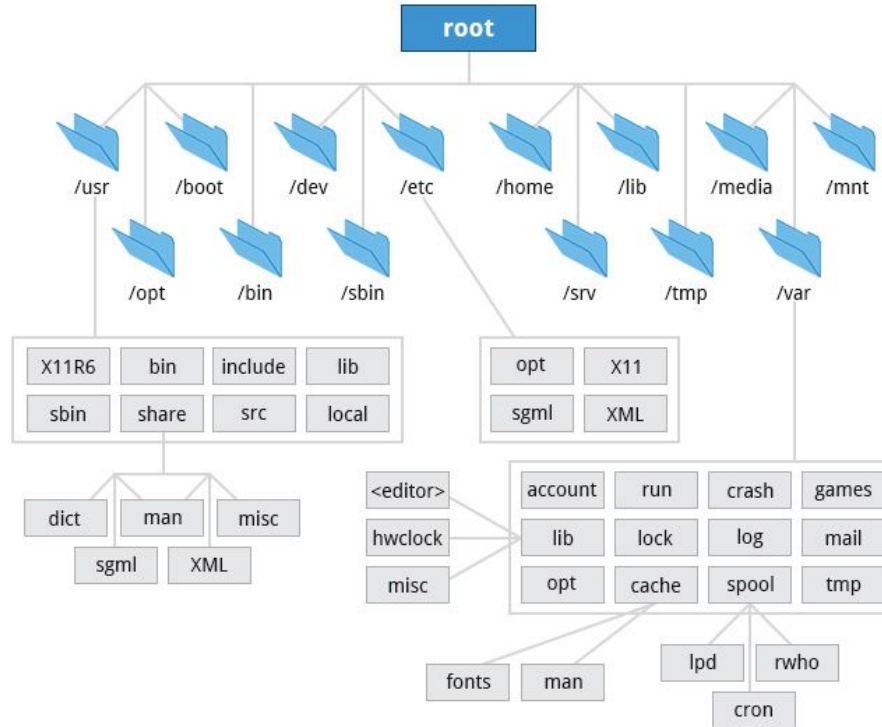 root
/usr
/boot
/dev
/etc
/home
/lib
/media
/mnt
/opt
/bin
/sbin
/srv
/tmp
/var
X11R6
bin
include
lib
sbin
share
src
local
opt
X11
sgml
XML
dict
man
misc
sgml
XML
<editor>
hwclock
misc
account
run
crash
games
lib
lock
log
mail
opt
cache
spool
tmp
fonts
man
lpd
rwho
cron